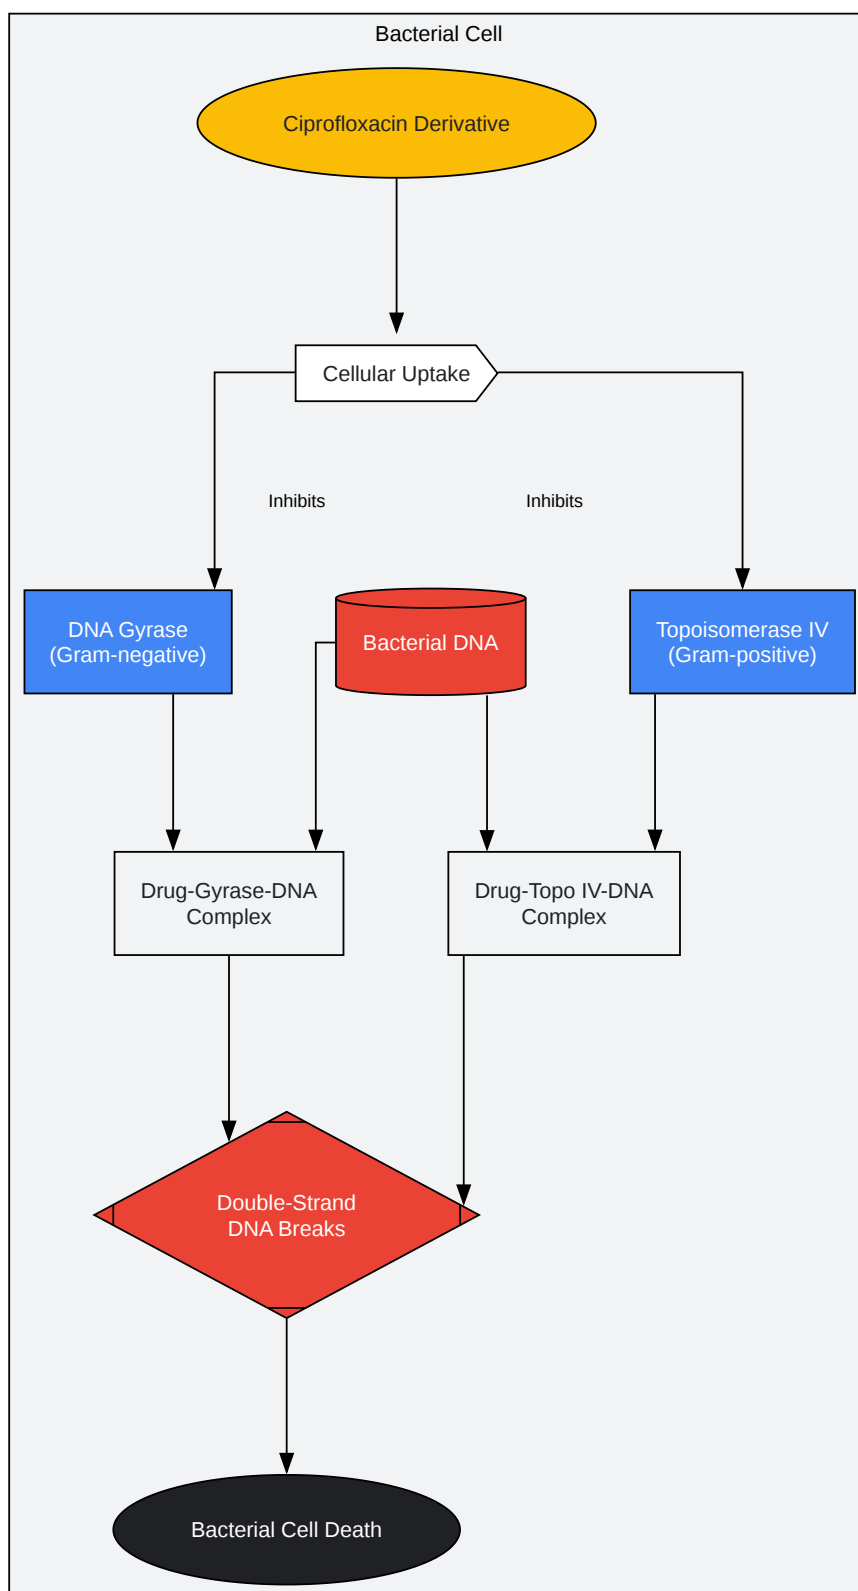 Bacterial Cell
Ciprofloxacin Derivative
Cellular Uptake
Inhibits
Inhibits
DNA Gyrase
(Gram-negative)
Bacterial DNA
Topoisomerase IV
(Gram-positive)
Drug-Gyrase-DNA
Complex
Drug-Topo IV-DNA
Complex
Double-Strand
DNA Breaks
Bacterial Cell Death